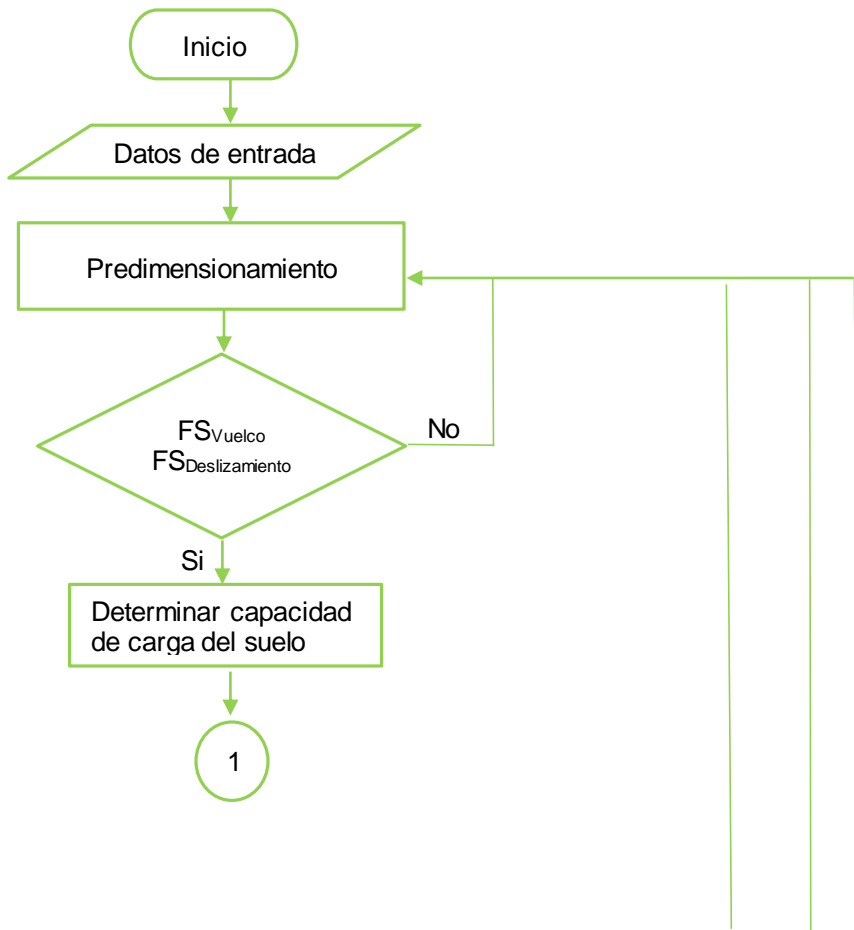 Inicio
Datos de entrada
Predimensionamiento
FSVuelco
FSDeslizamiento
No
Si
Determinar capacidad
de carga del suelo
1